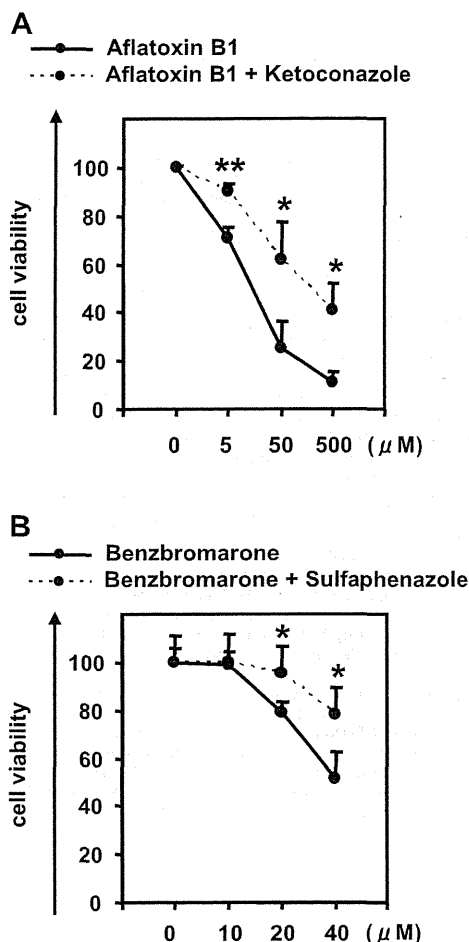 A
Aflatoxin B1
Aflatoxin B1 + Ketoconazole
cell viability
100
80
60
40
20
0
**
*
*
0 5 50 500 (μM)
B
Benzbromarone
Benzbromarone + Sulfaphenazole
cell viability
100
80
60
40
20
0
*
*
0 10 20 40 (μM)